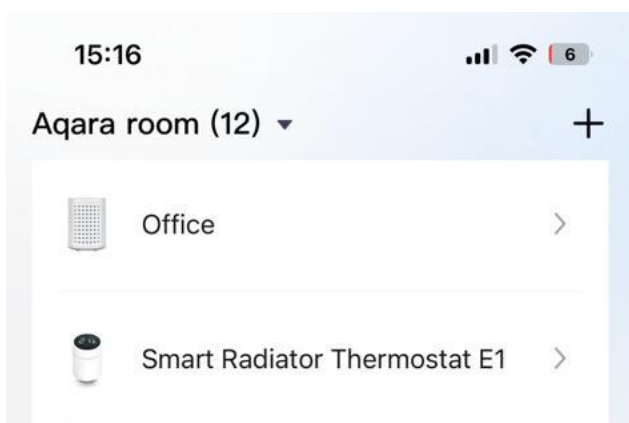 15:16
6
Aqara room (12)
Office
Smart Radiator Thermostat E1